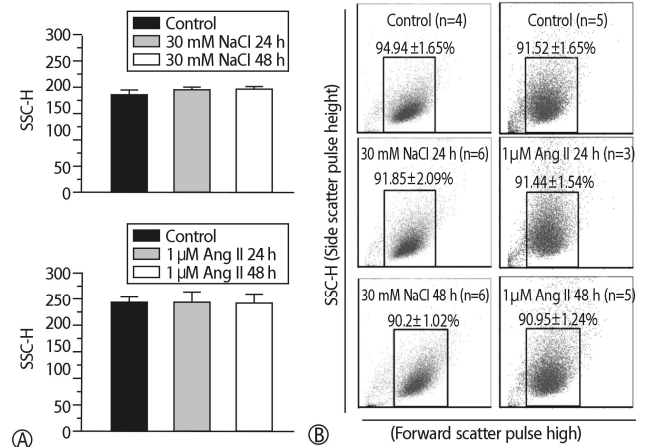 Control
30 mM NaCl 24 h
30 mM NaCl 48 h
SSC-H
300
250
200
150
100
50
0
Control
1 µM Ang II 24 h
1 µM Ang II 48 h
SSC-H
300
250
200
150
100
50
0
A
SSC-H (Side scatter pulse height)
Control (n=4)
94.94 ±1.65%
Control (n=5)
91.52 ±1.65%
30 mM NaCl 24 h (n=6)
91.85±2.09%
1µM Ang II 24 h (n=3)
91.44±1.54%
30 mM NaCl 48 h (n=6)
90.2±1.02%
1µM Ang II 48 h (n=5)
90.95±1.24%
B
(Forward scatter pulse high)